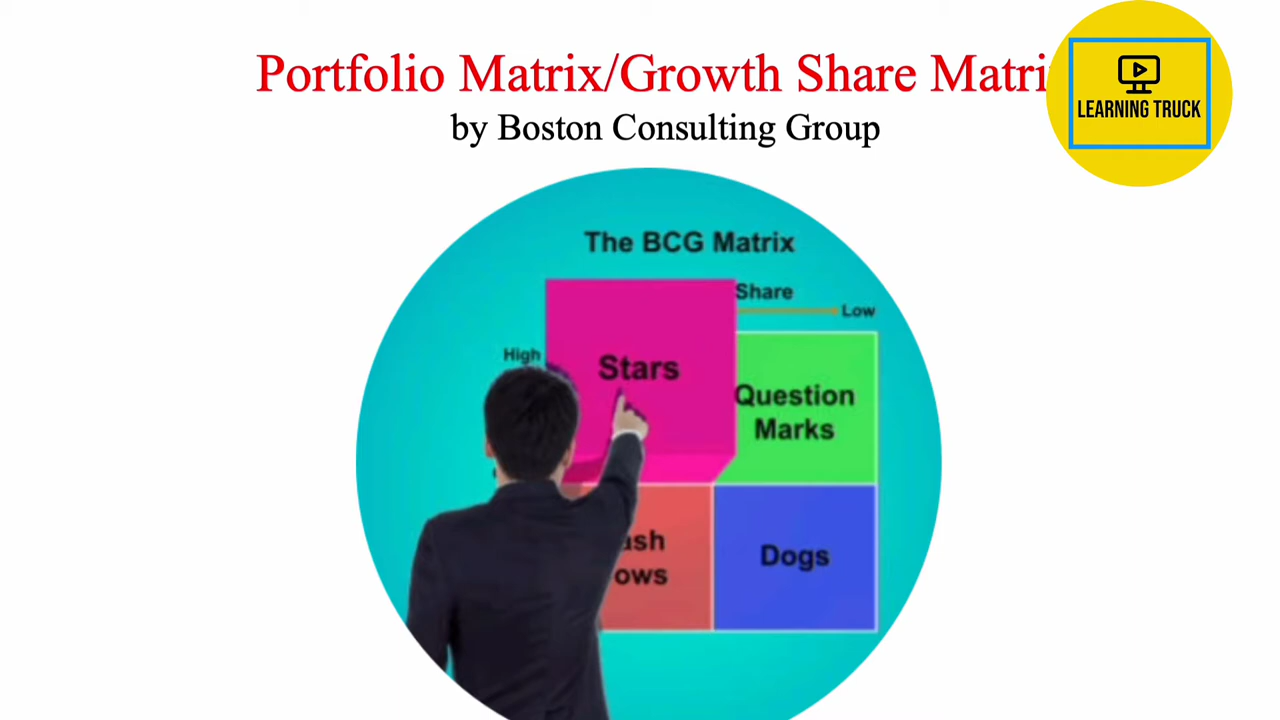 Portfolio Matrix/Growth Share Matri
by Boston Consulting Group
LEARNING TRUCK
The BCG Matrix
Share
Low
High
Stars
Question
Marks
ash
ows
Dogs